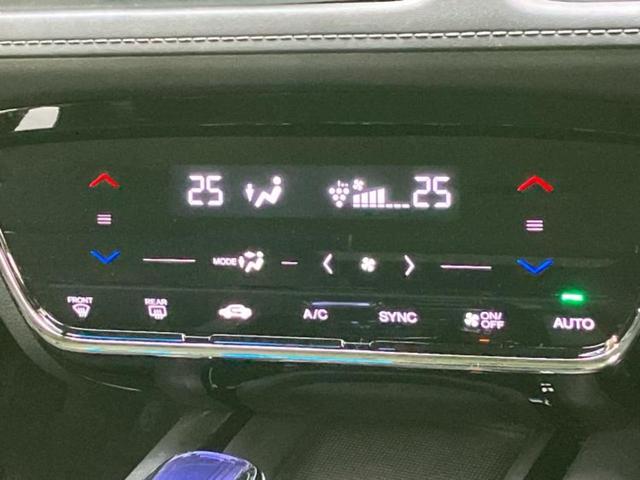 25 25
MODE
FRONT REAR A/C SYNC ON/OFF AUTO